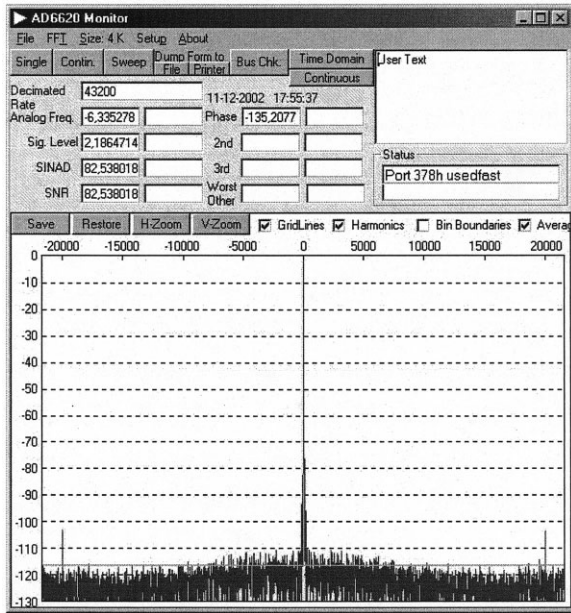 AD6620 Monitor
File FFT Size: 4 K Setup About
Single Contin. Sweep Dump Form to File Printer Bus Chk. Time Domain Continuous
User Text
Decimated Rate 43200
11-12-2002 17:55:37
Analog Freq. -6,335278 Phase -135,2077
Sig. Level 2,1864714 2nd
SINAD 82,538018 3rd
SNR 82,538018 Worst Other
Status
Port 378h usedfast
Save Restore H-Zoom V-Zoom GridLines Harmonics Bin Boundaries Averag
-20000 -15000 -10000 -5000 0 5000 10000 15000 20000
0
-10
-20
-30
-40
-50
-60
-70
-80
-90
-100
-110
-120
-130